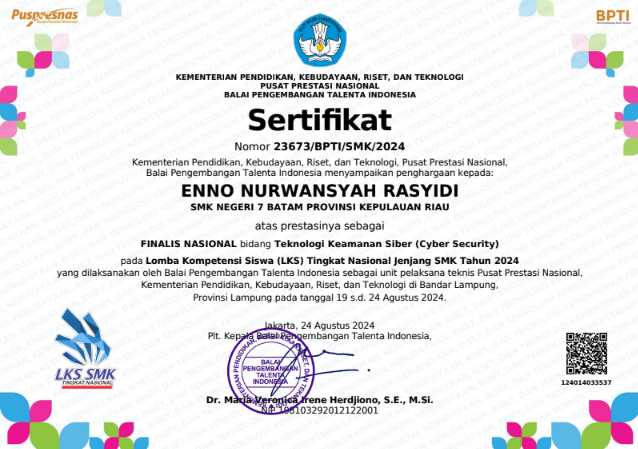 Puspresnas
Pusat Prestasi Nasional
BPTI
KEMENTERIAN PENDIDIKAN, KEBUDAYAAN, RISET, DAN TEKNOLOGI
PUSAT PRESTASI NASIONAL
BALAI PENGEMBANGAN TALENTA INDONESIA
Sertifikat
Nomor 23673/BPTI/SMK/2024
Kementerian Pendidikan, Kebudayaan, Riset, dan Teknologi, Pusat Prestasi Nasional,
Balai Pengembangan Talenta Indonesia menyampaikan penghargaan kepada:
ENNO NURWANSYAH RASYIDI
SMK NEGERI 7 BATAM PROVINSI KEPULAUAN RIAU
atas prestasinya sebagai
FINALIS NASIONAL bidang Teknologi Keamanan Siber (Cyber Security)
pada Lomba Kompetensi Siswa (LKS) Tingkat Nasional Jenjang SMK Tahun 2024
yang dilaksanakan oleh Balai Pengembangan Talenta Indonesia sebagai unit pelaksana teknis Pusat Prestasi Nasional,
Kementerian Pendidikan, Kebudayaan, Riset, dan Teknologi di Bandar Lampung,
Provinsi Lampung pada tanggal 19 s.d. 24 Agustus 2024.
Jakarta, 24 Agustus 2024
Plt. Kepala Balai Pengembangan Talenta Indonesia,
BALAI
PENGEMBANGAN
TALENTA
INDONESIA
LKS SMK
TINGKAT NASIONAL
124014033537
Dr. Maria Veronica Irene Herdjiono, S.E., M.Si.
NIP 198103292012122001